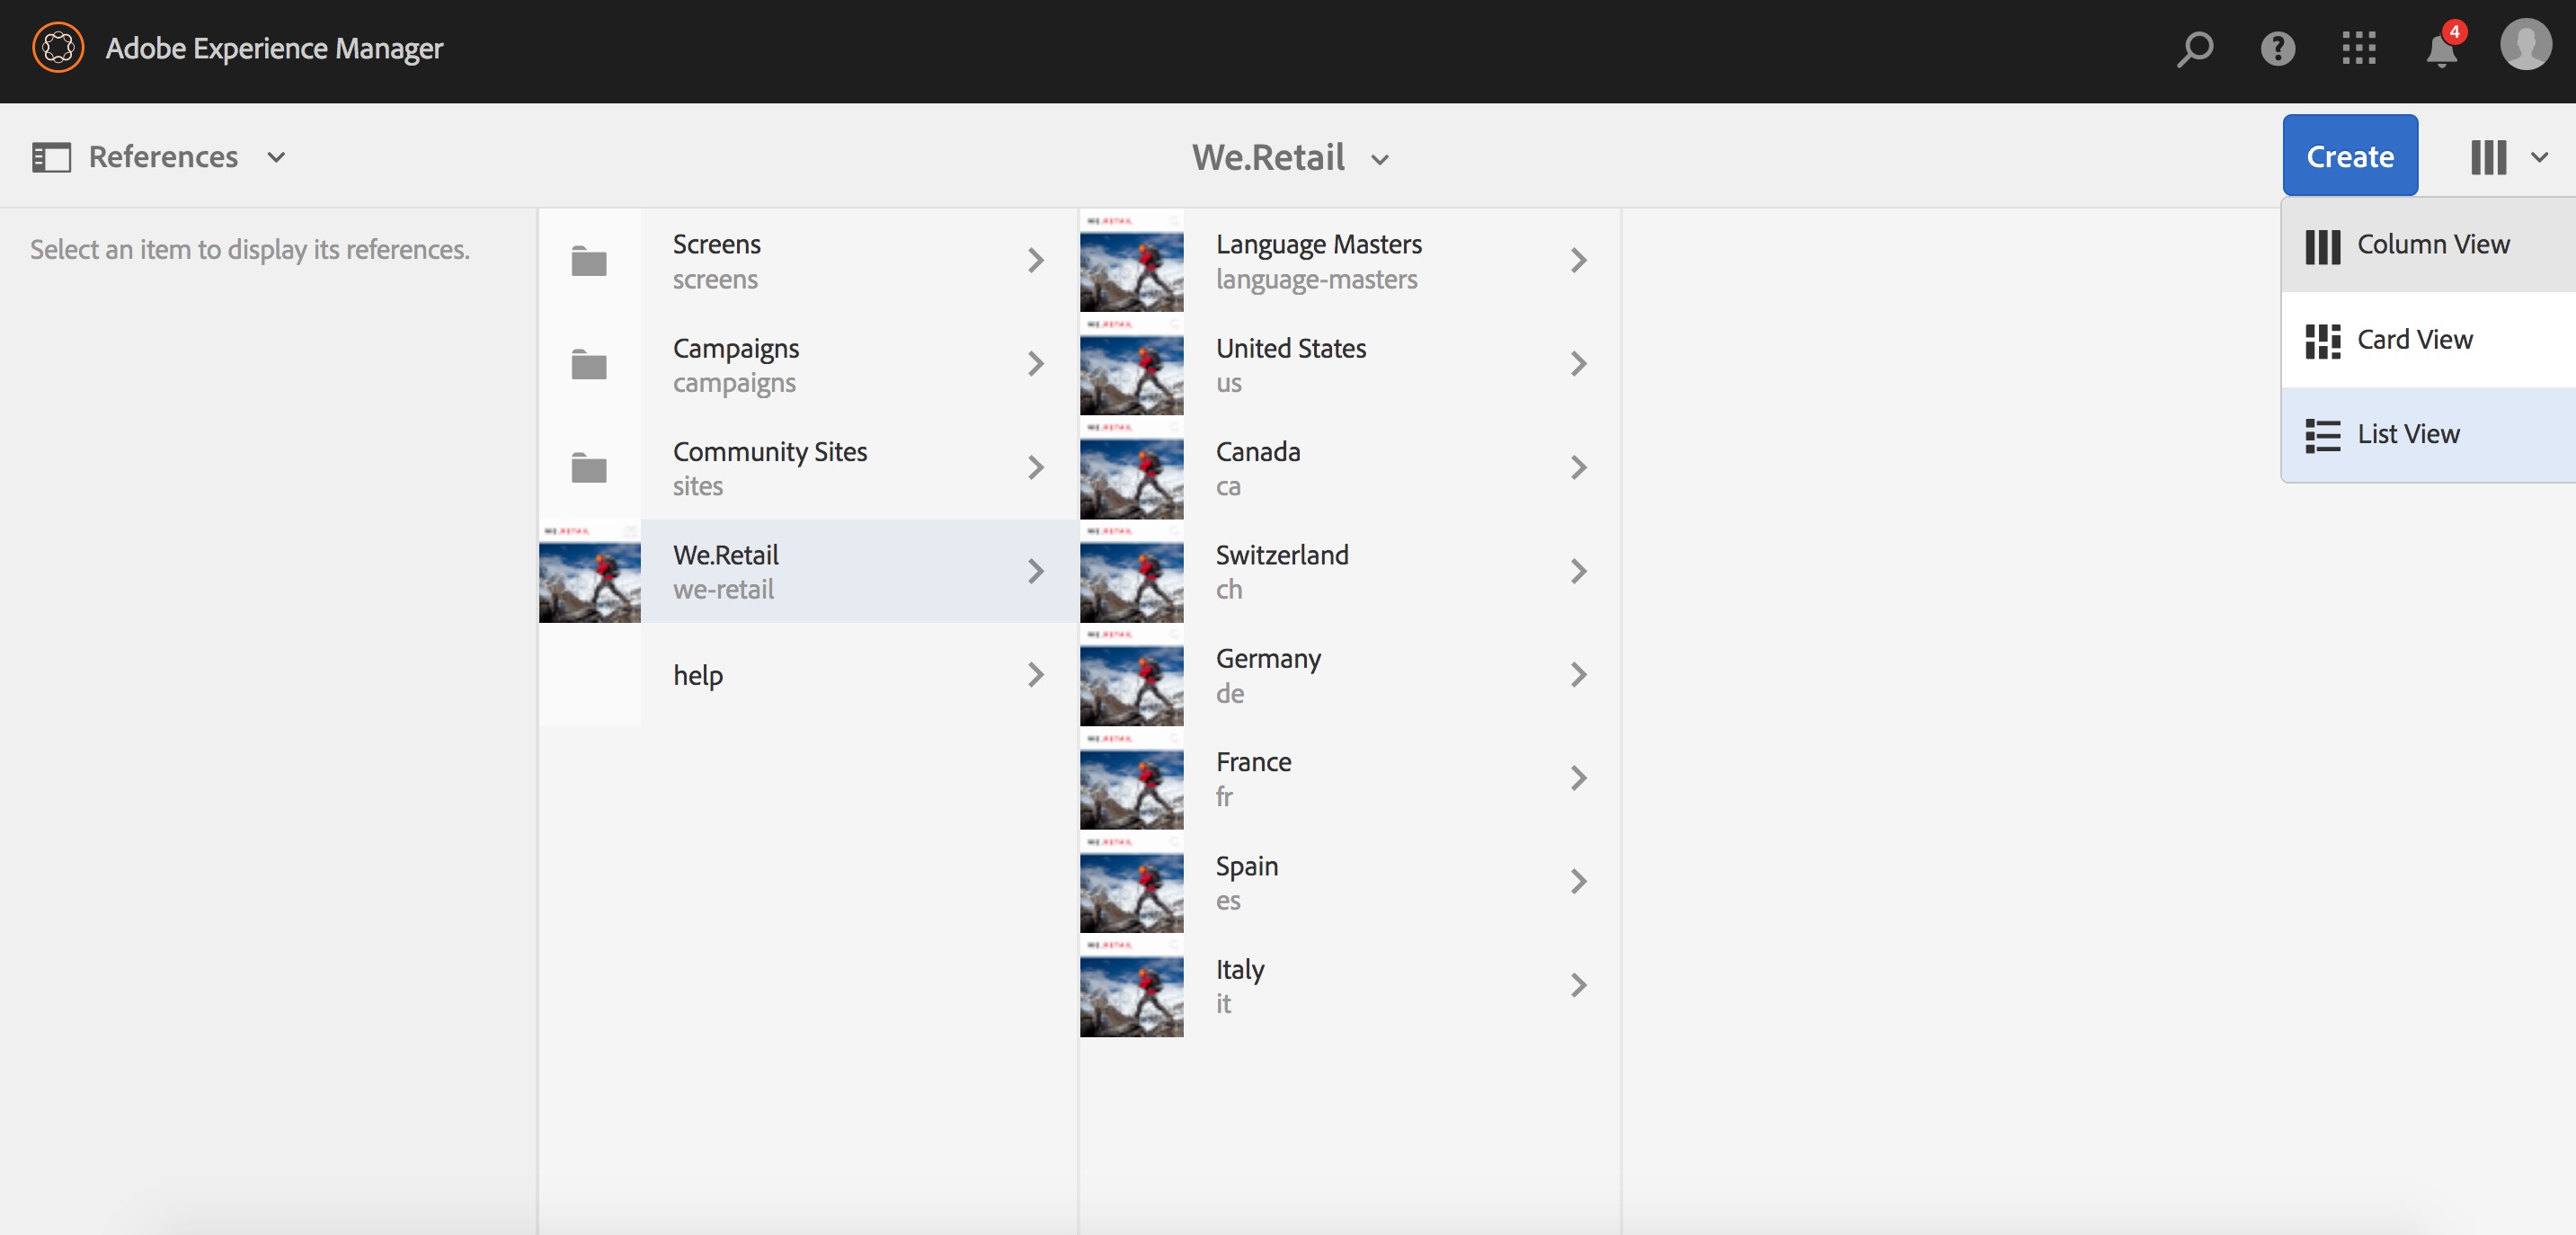 Adobe Experience Manager
4
References
We.Retail
Create
Select an item to display its references.
Screens
screens
Campaigns
campaigns
Community Sites
sites
We.Retail
we-retail
help
Language Masters
language-masters
United States
us
Canada
ca
Switzerland
ch
Germany
de
France
fr
Spain
es
Italy
it
Column View
Card View
List View